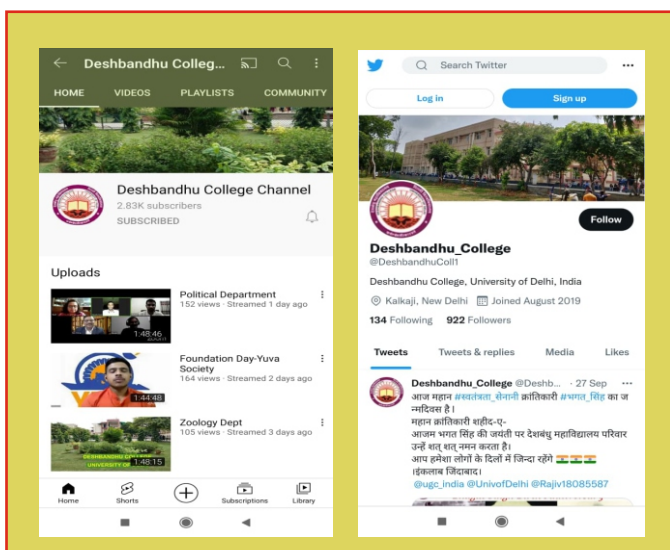 Deshbandhu Colleg...
HOME VIDEOS PLAYLISTS COMMUNITY
Deshbandhu College Channel
2.83K subscribers
SUBSCRIBED
Uploads
Political Department
152 views · Streamed 1 day ago
1:48:46
Foundation Day-Yuva
Society
164 views · Streamed 2 days ago
1:44:48
Zoology Dept
105 views · Streamed 3 days ago
DESHBANDHU COLLEGE
UNIVERSITY OF
1:48:15
Home Shorts Subscriptions Library
Search Twitter
Log in Sign up
Follow
Deshbandhu_College
@DeshbandhuColl1
Deshbandhu College, University of Delhi, India
Kalkaji, New Delhi Joined August 2019
134 Following 922 Followers
Tweets Tweets & replies Media Likes
Deshbandhu_College @Deshb... · 27 Sep
आज महान #स्वतंत्रता_सेनानी क्रांतिकारी #भगत_सिंह का ज
न्मदिवस है।
महान क्रांतिकारी शहीद-ए-
आजम भगत सिंह की जयंती पर देशबंधु महाविद्यालय परिवार
उन्हें शत् शत् नमन करता है।
आप हमेशा लोगों के दिलों में जिन्दा रहेंगे
।इंकलाब जिंदाबाद।
@ugc_india @UnivofDelhi @Rajiv18085587